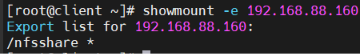 [root@client ~]# showmount -e 192.168.88.160
Export list for 192.168.88.160:
/nfsshare *